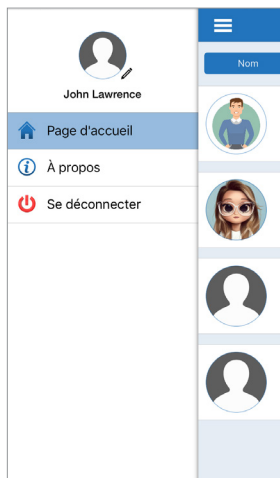 John Lawrence
Page d'accueil
À propos
Se déconnecter
Nom